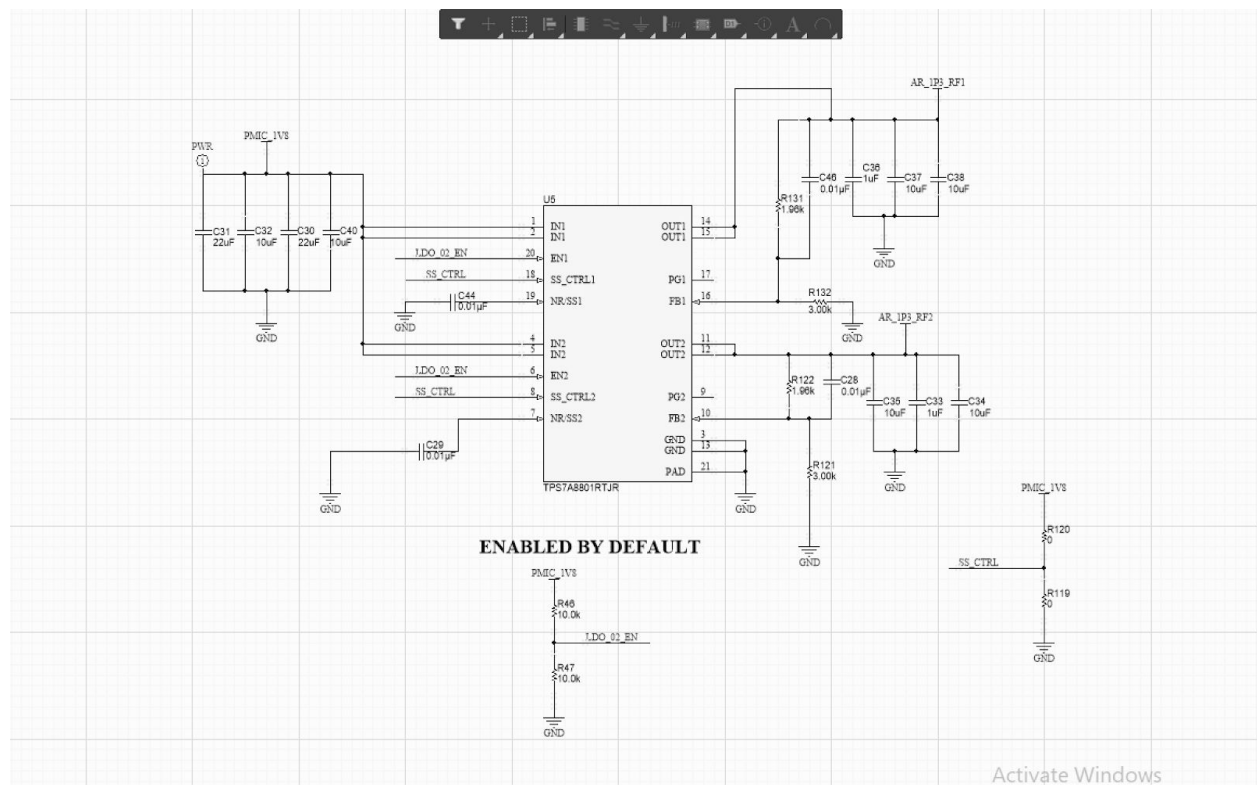 AR_1P3_RF1
PMIC_1V8
PWR
1
C31
22uF
C32
10uF
C30
22uF
C40
10uF
GND
C46
0.01µF
C36
1uF
C37
10uF
C38
10uF
R131
1.96k
GND
U5
1 IN1
2 IN1
LDO_02_EN 20 EN1
SS_CTRL 18 SS_CTRL1
C44
0.01µF
19 NR/SS1
GND
4 IN2
5 IN2
LDO_02_EN 6 EN2
SS_CTRL 8 SS_CTRL2
7 NR/SS2
C29
0.01µF
GND
OUT1 14
OUT1 15
PG1 17
FB1 16
OUT2 11
OUT2 12
PG2 9
FB2 10
GND 3
GND 13
PAD 21
TPS7A8801RTJR
GND
R132
3.00k
GND
AR_1P3_RF2
R122
1.96k
C28
0.01µF
C35
10uF
C33
1uF
C34
10uF
GND
R121
3.00k
GND
ENABLED BY DEFAULT
PMIC_1V8
R46
10.0k
LDO_02_EN
R47
10.0k
GND
PMIC_1V8
R120
0
SS_CTRL
R119
0
GND
Activate Windows